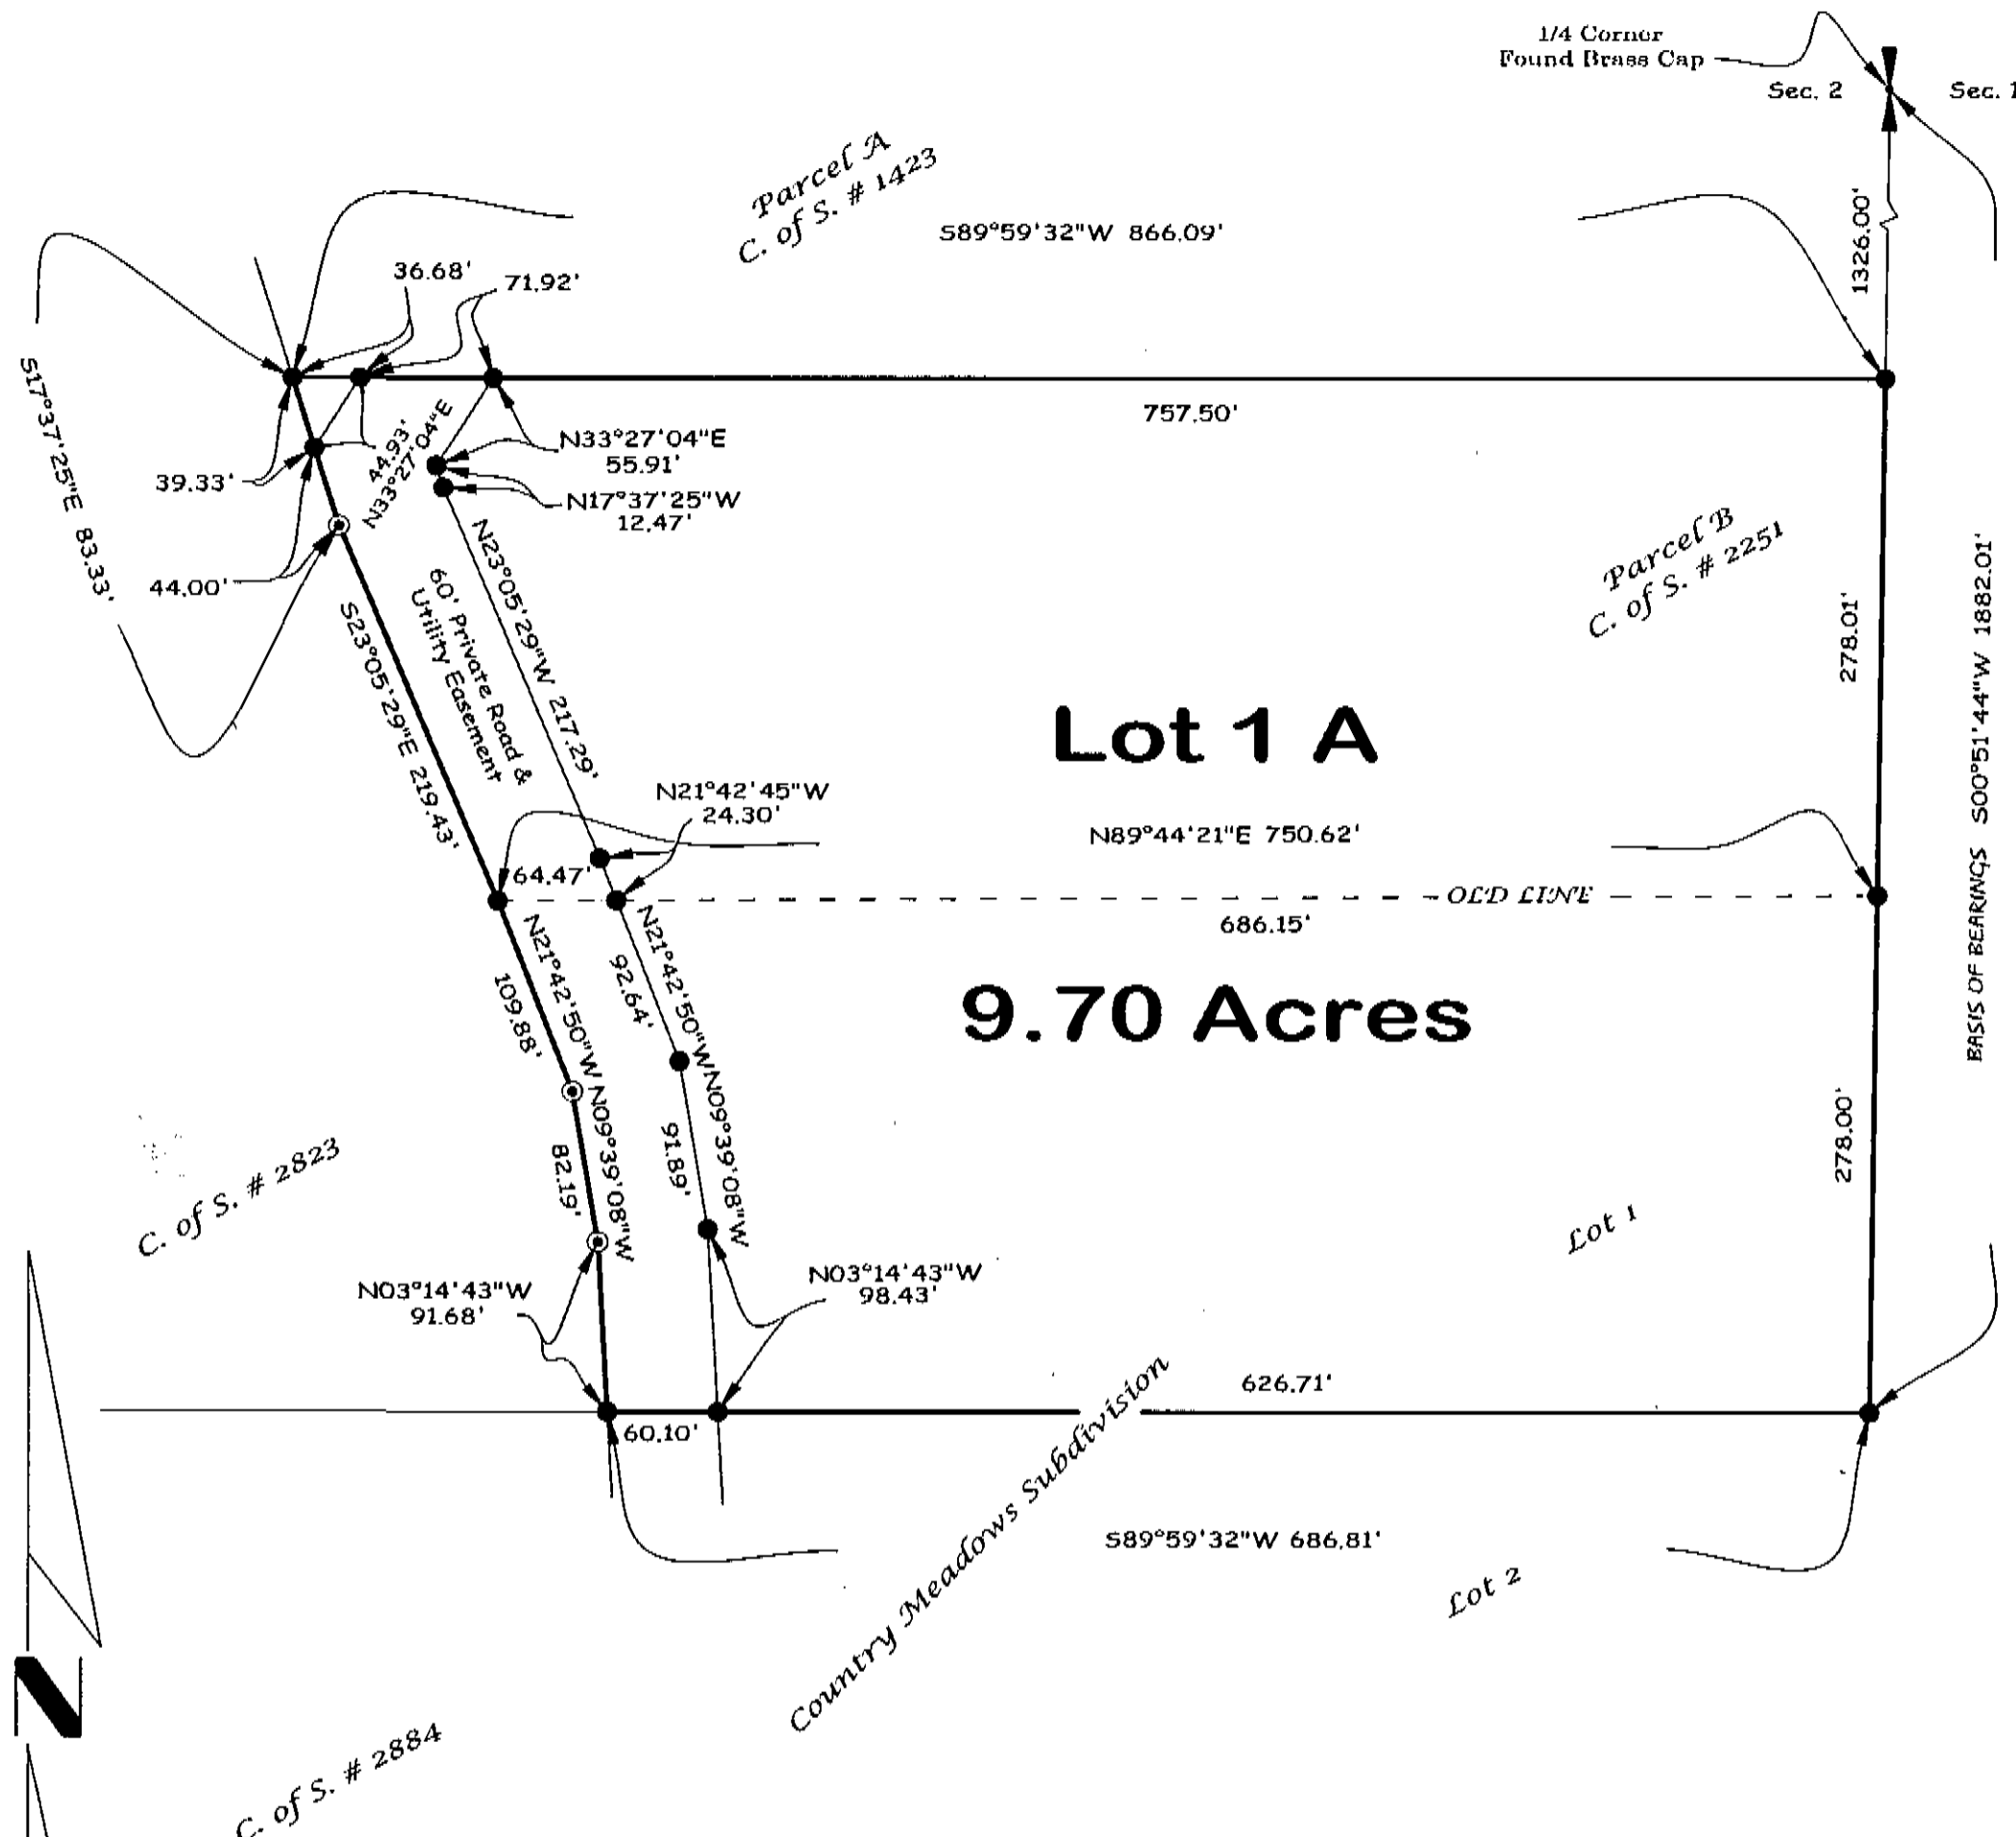 1/4 Corner
Found Brass Cap
Sec. 2
Sec. 1
1326.00'
Parcel A
C. of S. # 1423
S89°59'32"W 866.09'
36.68'
71.92'
757.50'
S17°37'25"E 83.33'
39.33'
44.93'
N33°27'04"E
N33°27'04"E
55.91'
N17°37'25"W
12.47'
44.00'
Parcel B
C. of S. # 2251
S23°05'29"E 219.43'
60' Private Road &
Utility Easement
N23°05'29"W 217.29'
278.01'
BASIS OF BEARINGS S00°51'44"W 1882.01'
Lot 1 A
N21°42'45"W
24.30'
N89°44'21"E 750.62'
64.47'
OLD LINE
686.15'
9.70 Acres
N21°42'50"W
109.88'
N21°42'50"W
92.64'
N09°39'08"W
82.19'
N09°39'08"W
91.89'
278.00'
C. of S. # 2823
Lot 1
N03°14'43"W
91.68'
N03°14'43"W
98.43'
626.71'
60.10'
Country Meadows Subdivision
S89°59'32"W 686.81'
Lot 2
N
C. of S. # 2884